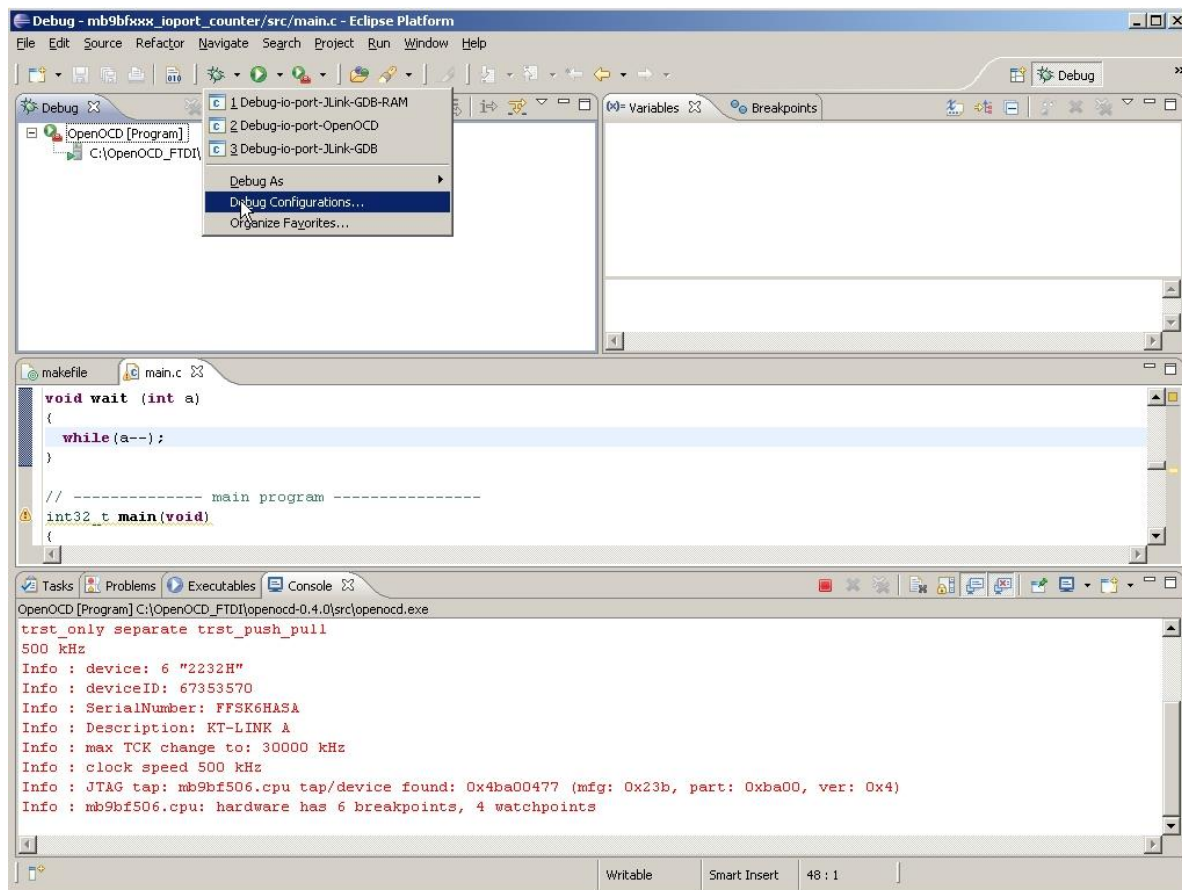 Debug - mb9bfxxx_ioport_counter/src/main.c - Eclipse Platform
File Edit Source Refactor Navigate Search Project Run Window Help
Debug
Debug
1 Debug-io-port-JLink-GDB-RAM
2 Debug-io-port-OpenOCD
3 Debug-io-port-JLink-GDB
Debug As
Debug Configurations...
Organize Favorites...
OpenOCD [Program]
C:\OpenOCD_FTDI\
(x)= Variables Breakpoints
makefile main.c
void wait (int a)
{
while(a--);
}
// -------------- main program ----------------
int32_t main(void)
{
Tasks Problems Executables Console
OpenOCD [Program] C:\OpenOCD_FTDI\openocd-0.4.0\src\openocd.exe
trst_only separate trst_push_pull
500 kHz
Info : device: 6 "2232H"
Info : deviceID: 67353570
Info : SerialNumber: FFSK6HASA
Info : Description: KT-LINK A
Info : max TCK change to: 30000 kHz
Info : clock speed 500 kHz
Info : JTAG tap: mb9bf506.cpu tap/device found: 0x4ba00477 (mfg: 0x23b, part: 0xba00, ver: 0x4)
Info : mb9bf506.cpu: hardware has 6 breakpoints, 4 watchpoints
Writable Smart Insert 48 : 1